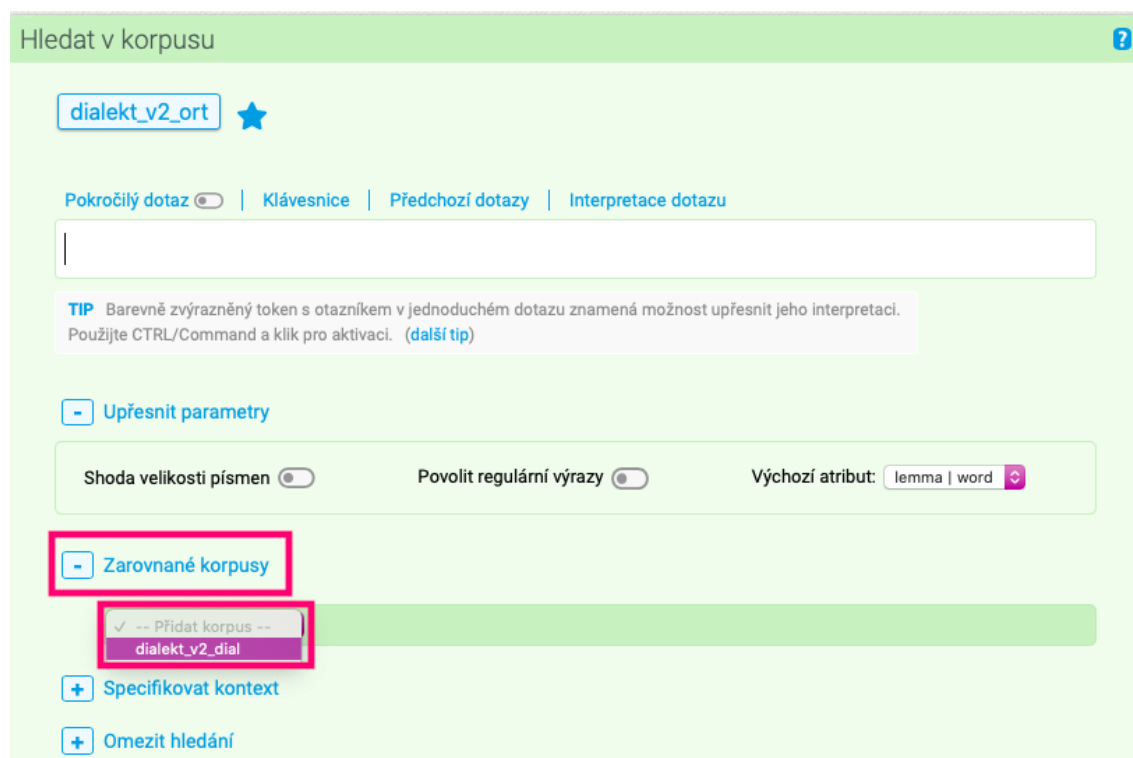 Hledat v korpusu ?
dialekt_v2_ort
Pokročilý dotaz | Klávesnice | Předchozí dotazy | Interpretace dotazu
TIP Barevně zvýrazněný token s otazníkem v jednoduchém dotazu znamená možnost upřesnit jeho interpretaci.
Použijte CTRL/Command a klik pro aktivaci. (další tip)
- Upřesnit parametry
Shoda velikosti písmen Povolit regulární výrazy Výchozí atribut: lemma | word
- Zarovnané korpusy
✓ -- Přidat korpus --
dialekt_v2_dial
+ Specifikovat kontext
+ Omezit hledání